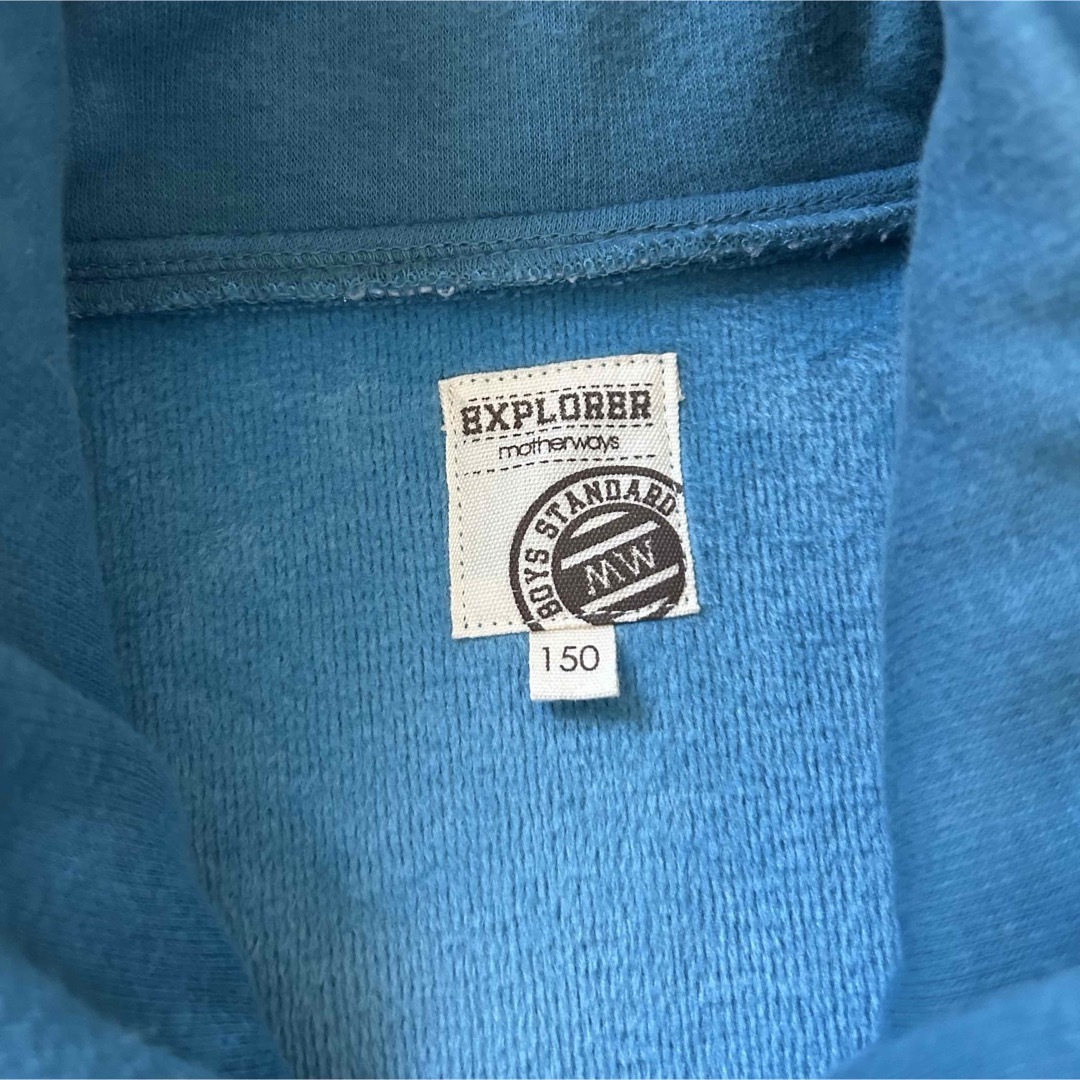 EXPLORER
motherways
BOYS STANDARD
MW
150